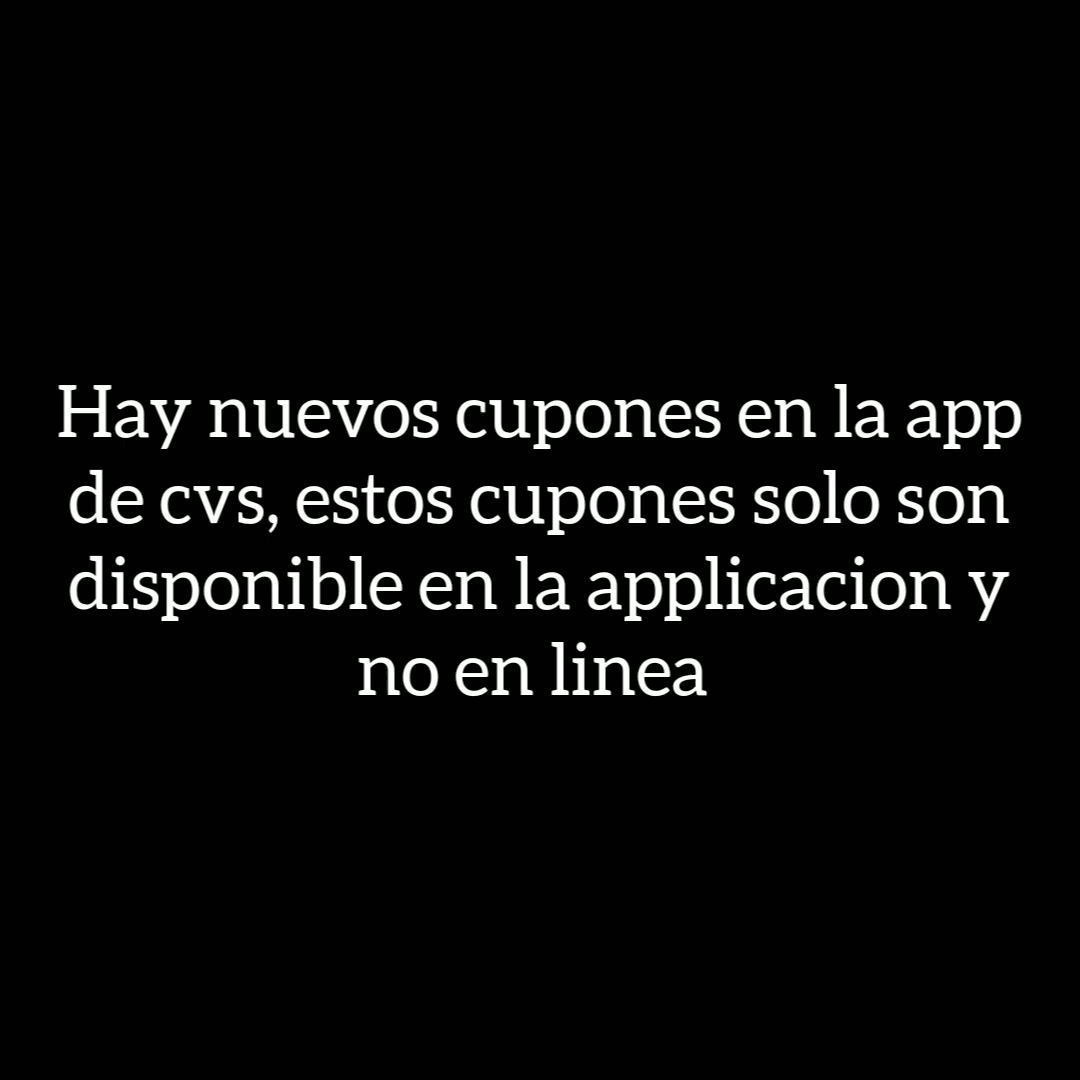 Hay nuevos cupones en la app
de cvs, estos cupones solo son
disponible en la applicacion y
no en linea